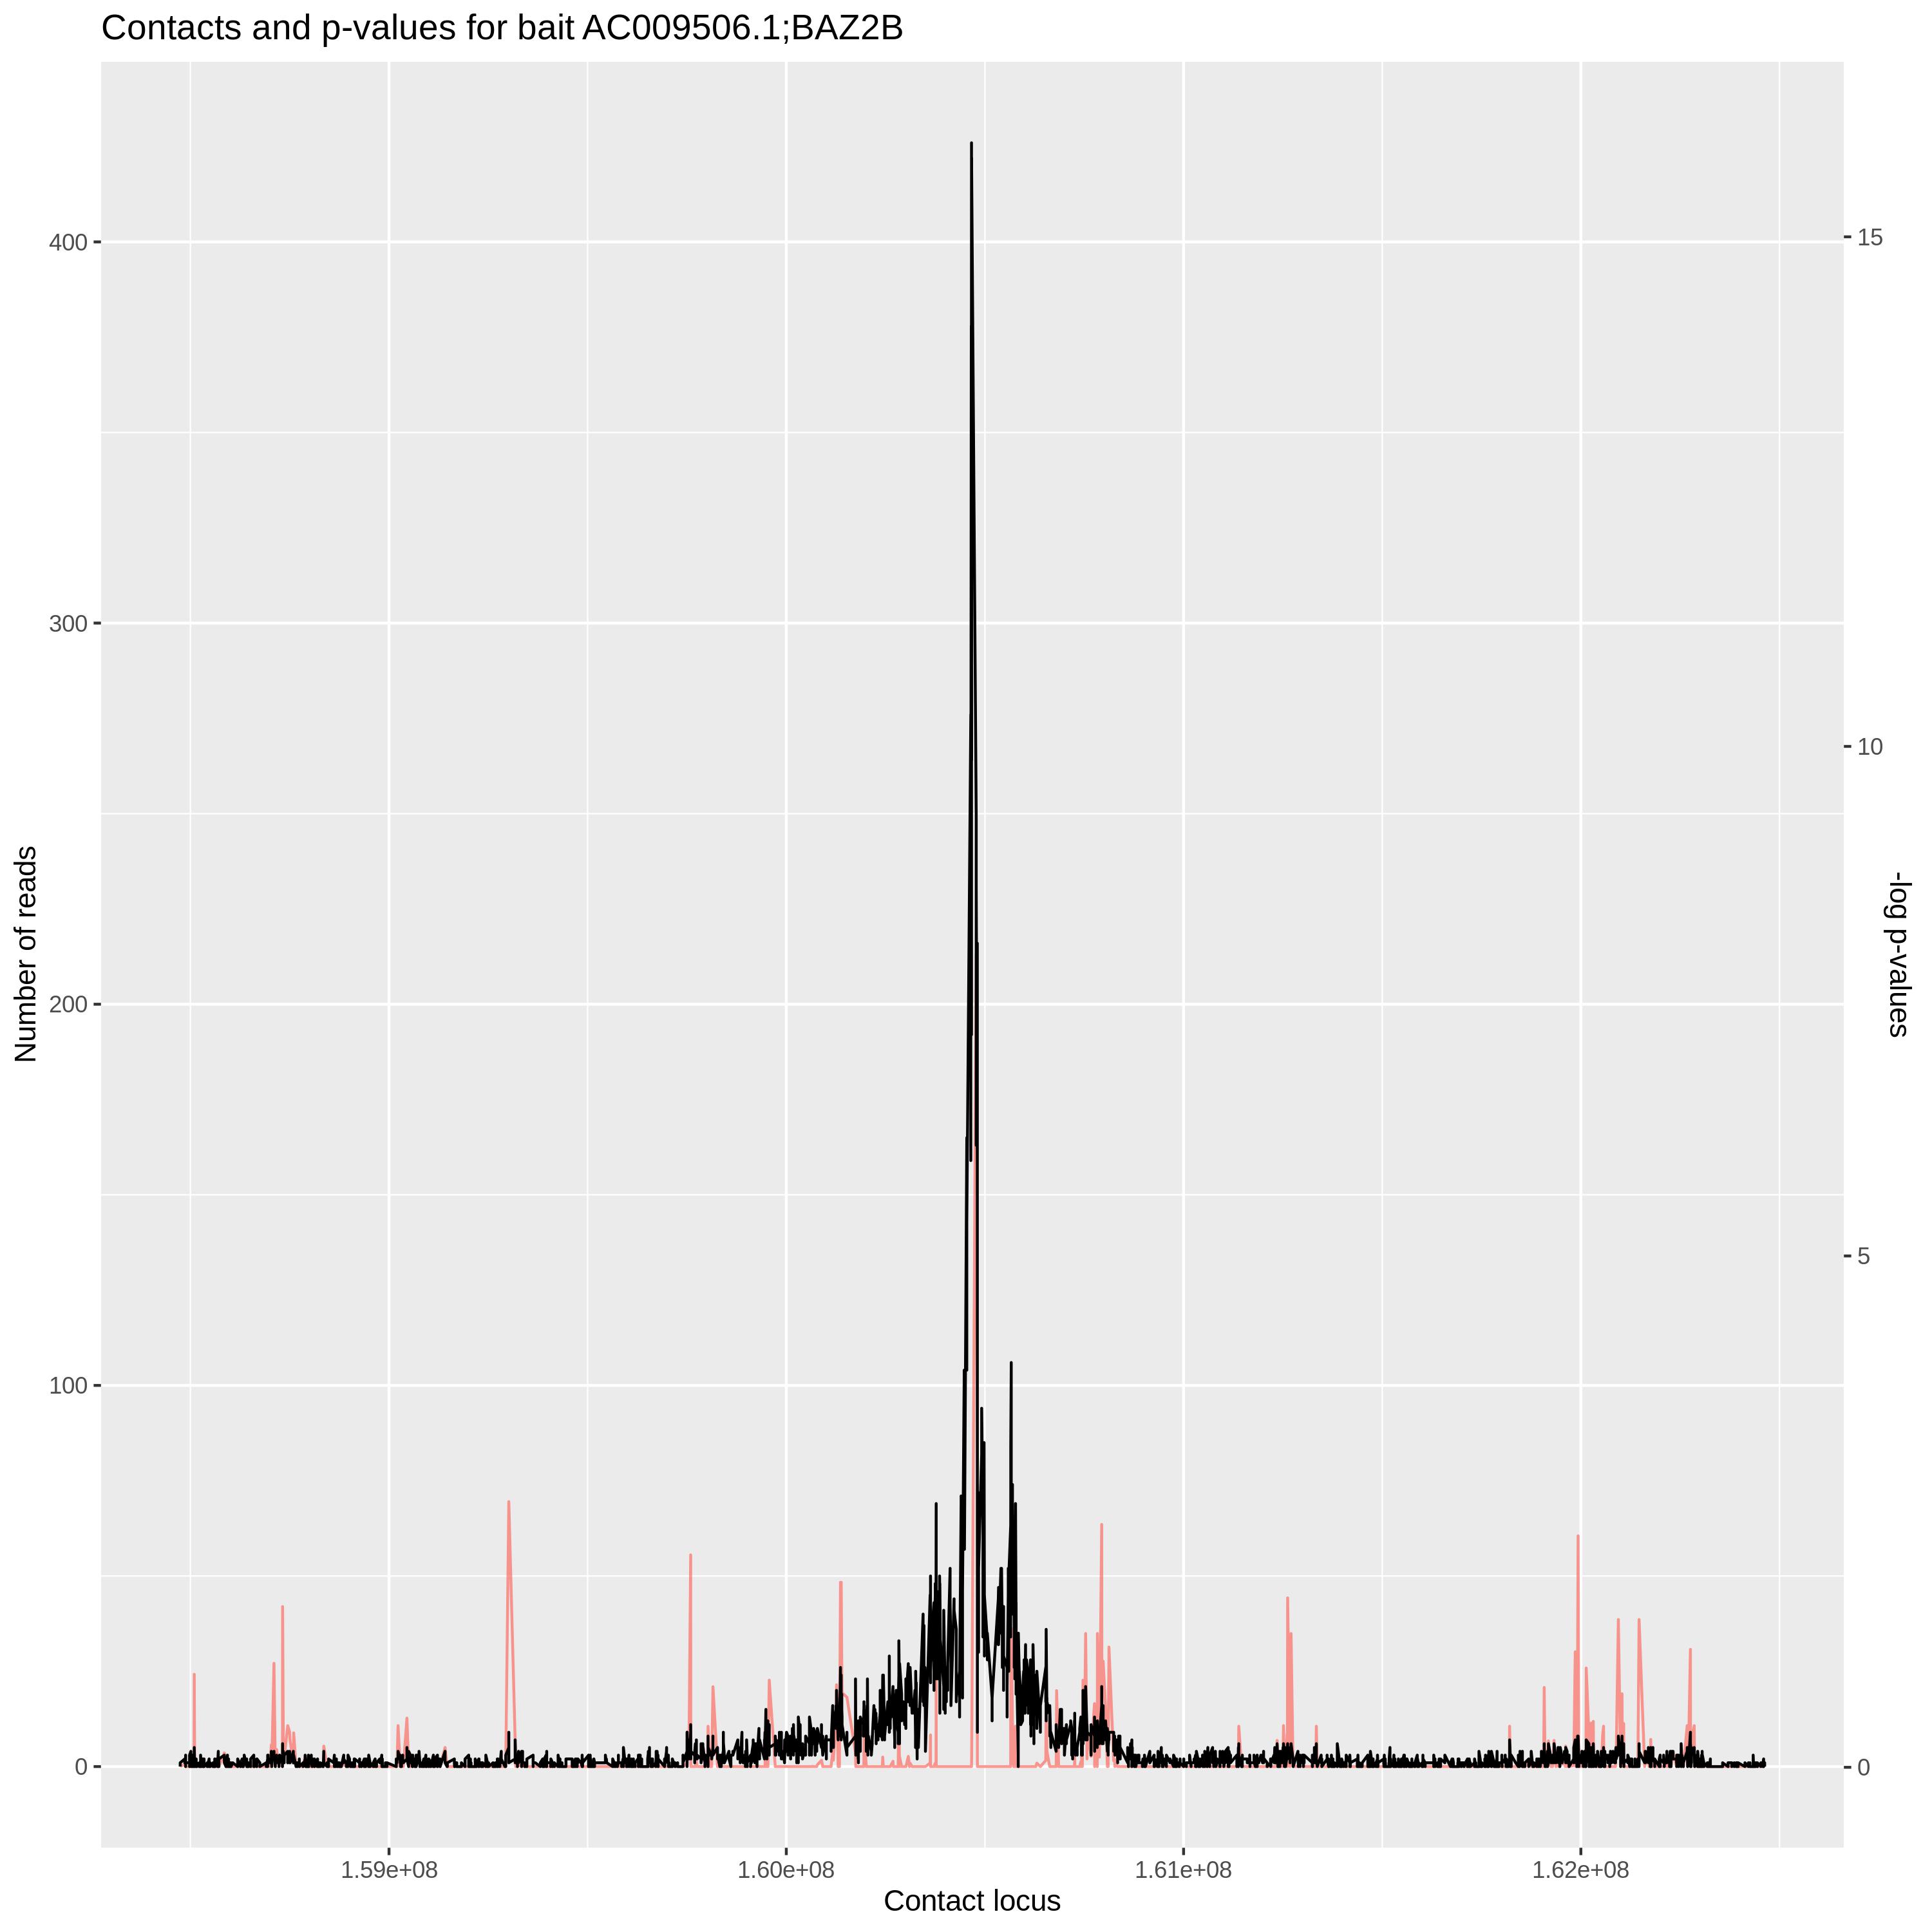 Contacts and p-values for bait AC009506.1;BAZ2B
400
300
200
100
0
Number of reads
15
10
5
0
-log p-values
1.59e+08
1.60e+08
1.61e+08
1.62e+08
Contact locus